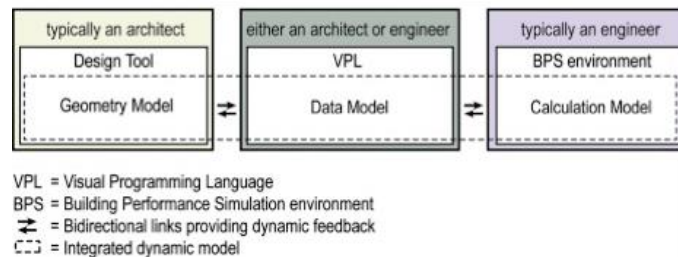 typically an architect
either an architect or engineer
typically an engineer
Design Tool
VPL
BPS environment
Geometry Model
Data Model
Calculation Model
VPL = Visual Programming Language
BPS = Building Performance Simulation environment
⇄ = Bidirectional links providing dynamic feedback
= Integrated dynamic model